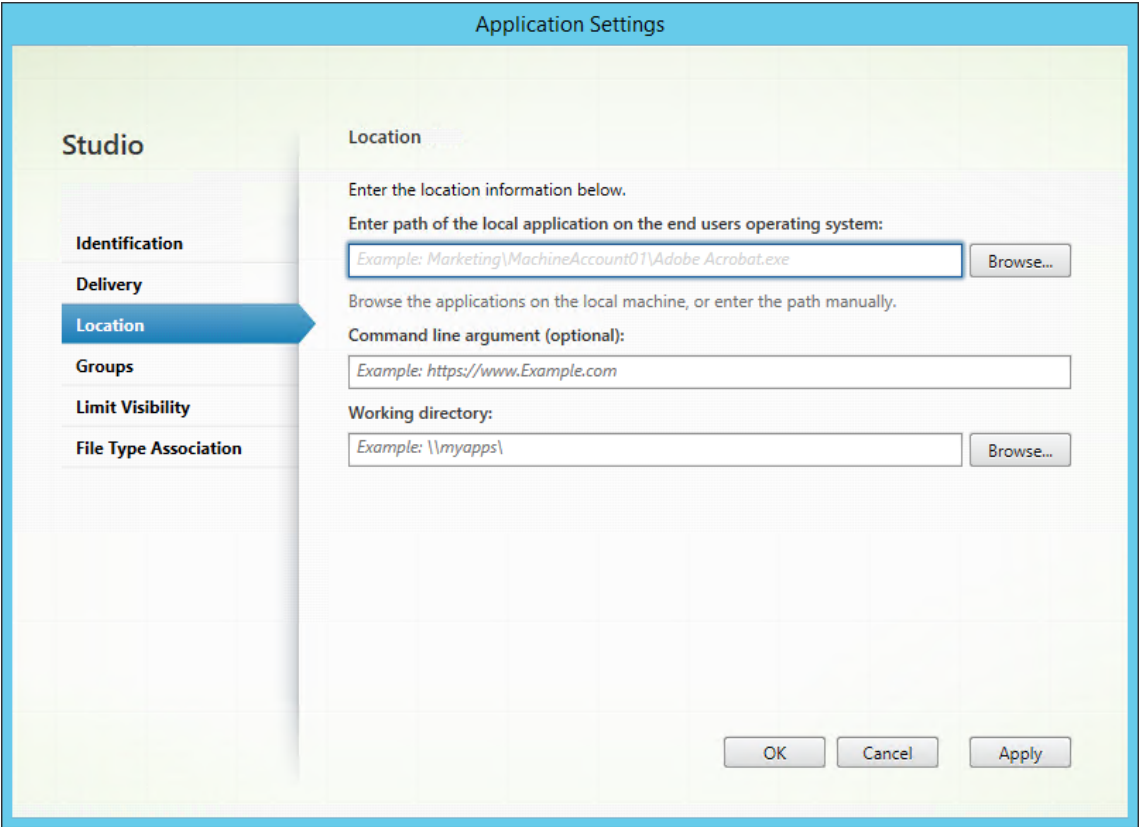 Application Settings
Studio
Identification
Delivery
Location
Groups
Limit Visibility
File Type Association
Location
Enter the location information below.
Enter path of the local application on the end users operating system:
Example: Marketing\MachineAccount01\Adobe Acrobat.exe
Browse...
Browse the applications on the local machine, or enter the path manually.
Command line argument (optional):
Example: https://www.Example.com
Working directory:
Example: \\myapps\
Browse...
OK
Cancel
Apply